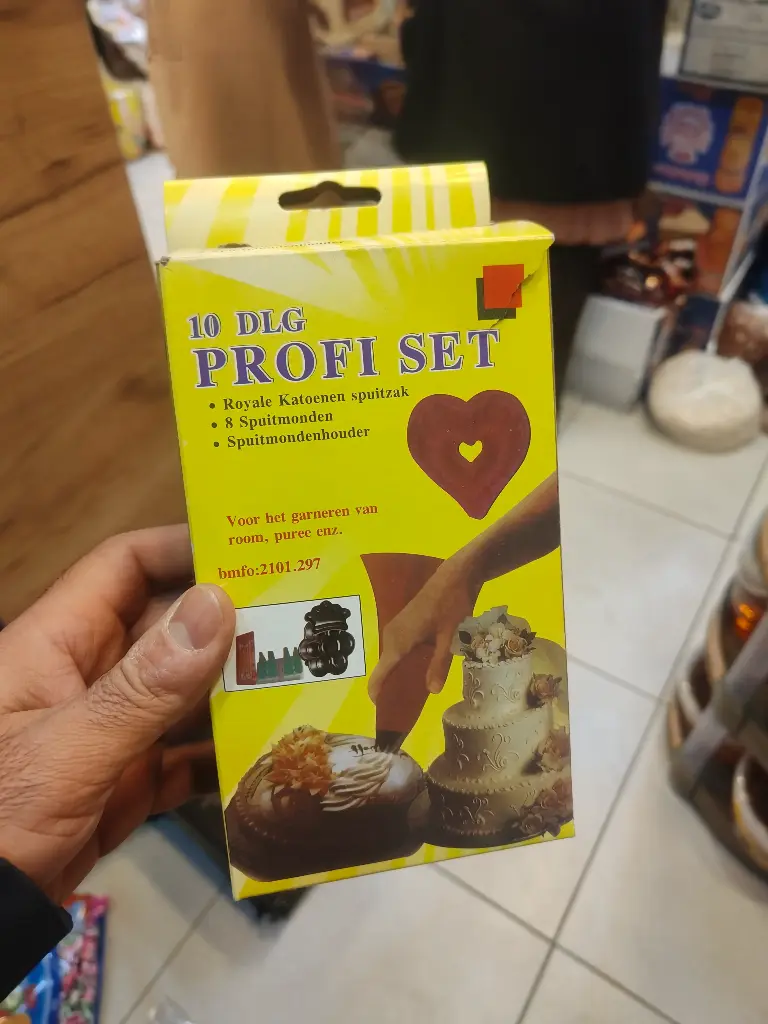 10 DLG
PROFI SET
• Royale Katoenen spuitzak
• 8 Spuitmonden
• Spuitmondenhouder
Voor het garneren van
room, puree enz.
bmfo:2101.297